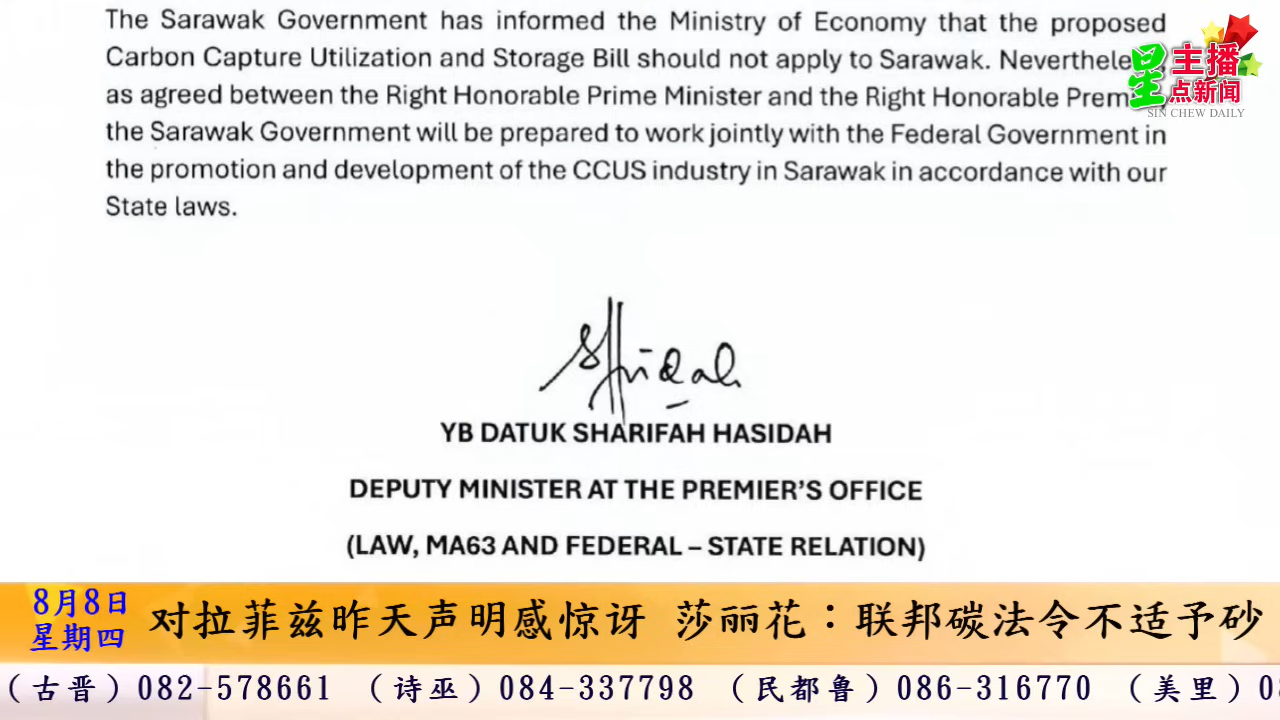 The Sarawak Government has informed the Ministry of Economy that the proposed
Carbon Capture Utilization and Storage Bill should not apply to Sarawak.
as agreed between the Right Honorable Prime Minister and the Right Honorable
the Sarawak Government will be prepared to work jointly with the Federal Government in
the promotion and development of the CCUS industry in Sarawak in accordance with our
State laws.
星
主播
点新闻
SIN CHEW DAILY
YB DATUK SHARIFAH HASIDAH
DEPUTY MINISTER AT THE PREMIER'S OFFICE
(LAW, MA63 AND FEDERAL – STATE RELATION)
8月8日
星期四
对拉菲兹昨天声明感惊讶 莎丽花：联邦碳法令不适予砂
（古晋）082-578661 （诗巫）084-337798 （民都鲁）086-316770 （美里）